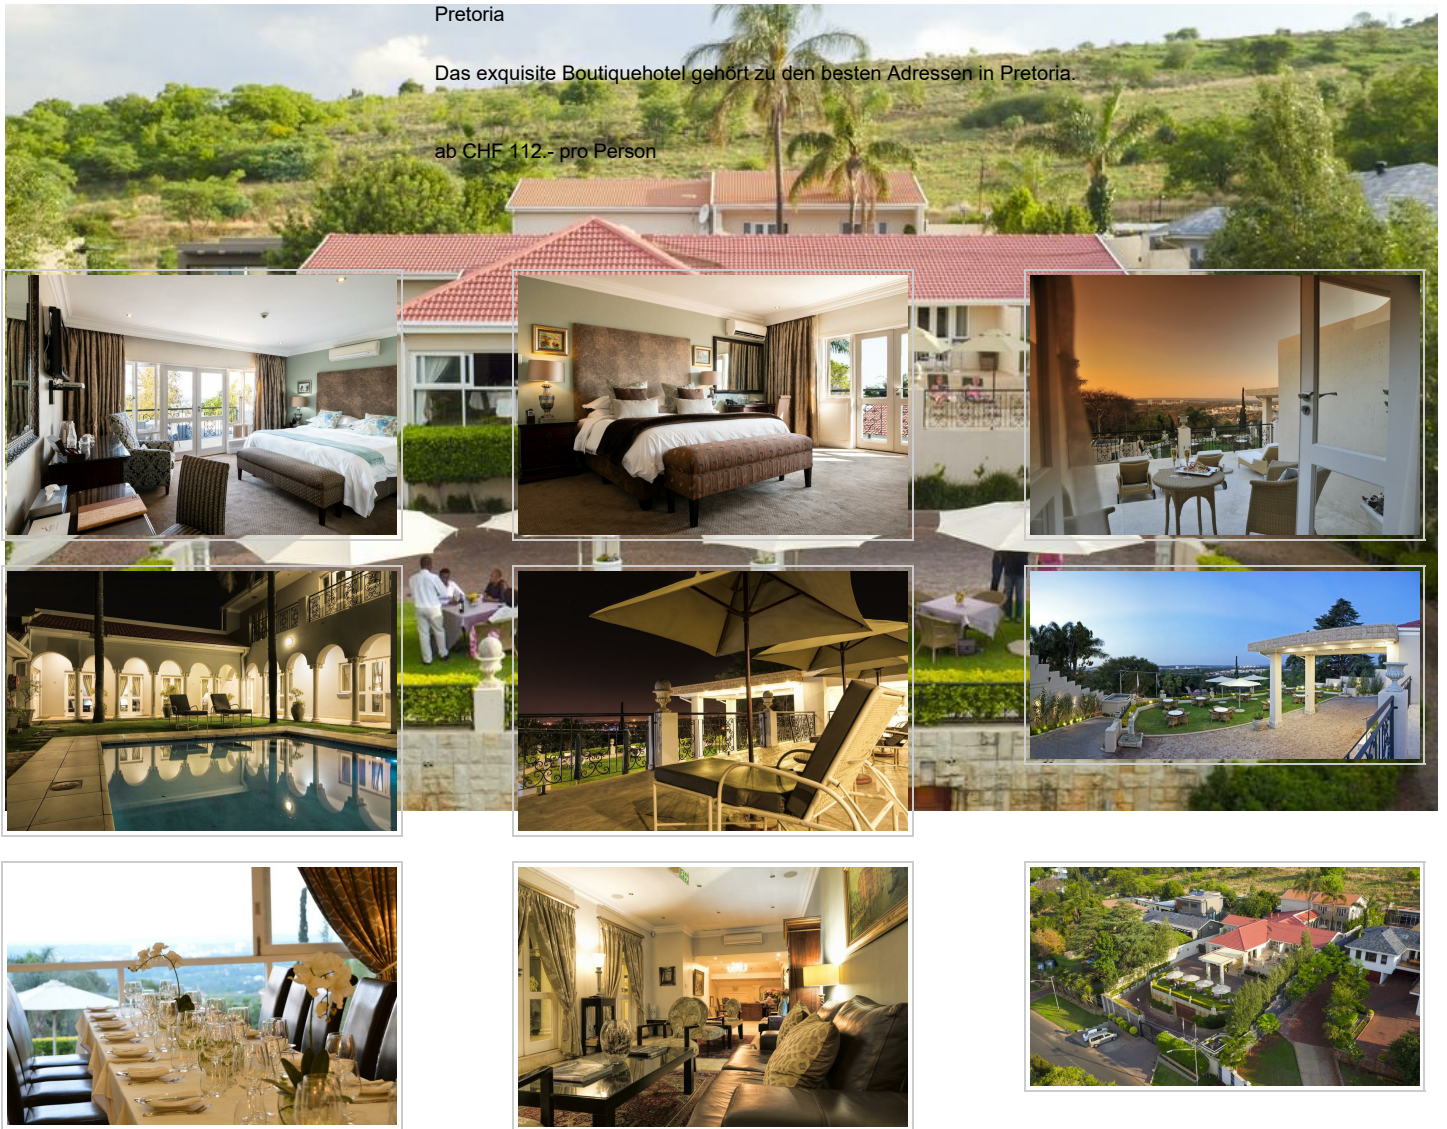 Pretoria
Das exquisite Boutiquehotel gehört zu den besten Adressen in Pretoria.
ab CHF 112.- pro Person